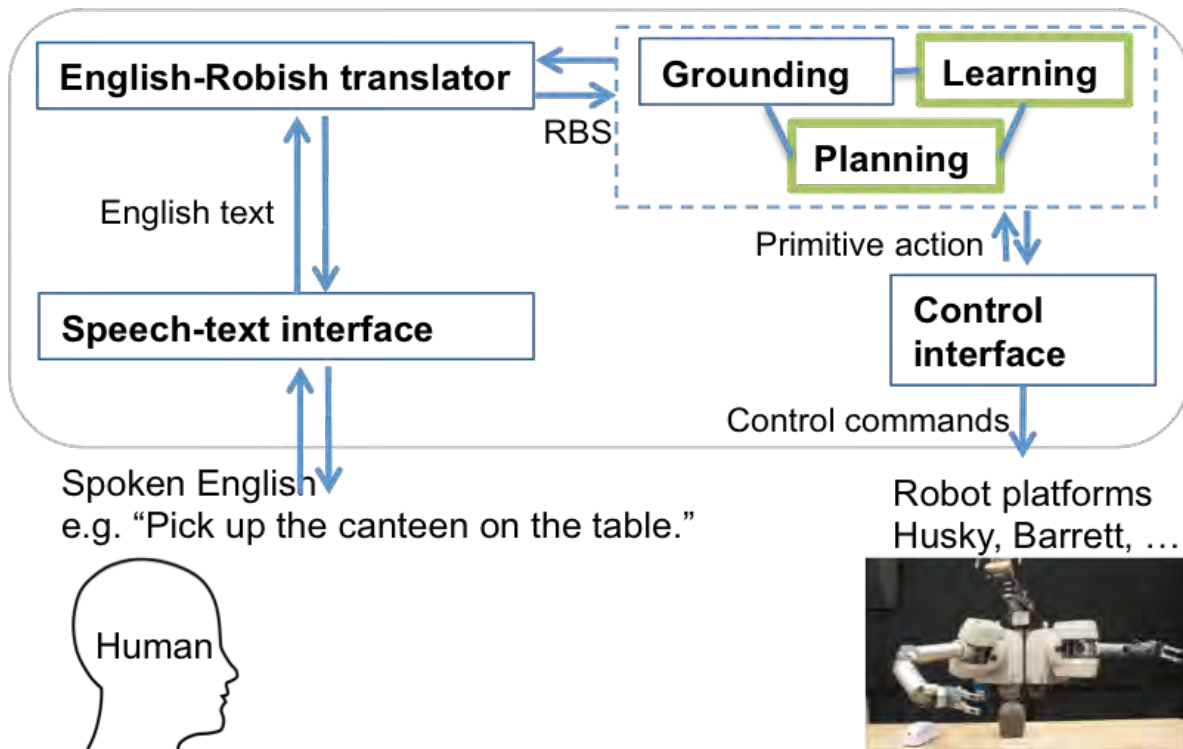 English-Robish translator
Grounding
Learning
RBS
Planning
English text
Primitive action
Speech-text interface
Control
interface
Control commands
Spoken English
e.g. “Pick up the canteen on the table.”
Robot platforms
Husky, Barrett, …
Human